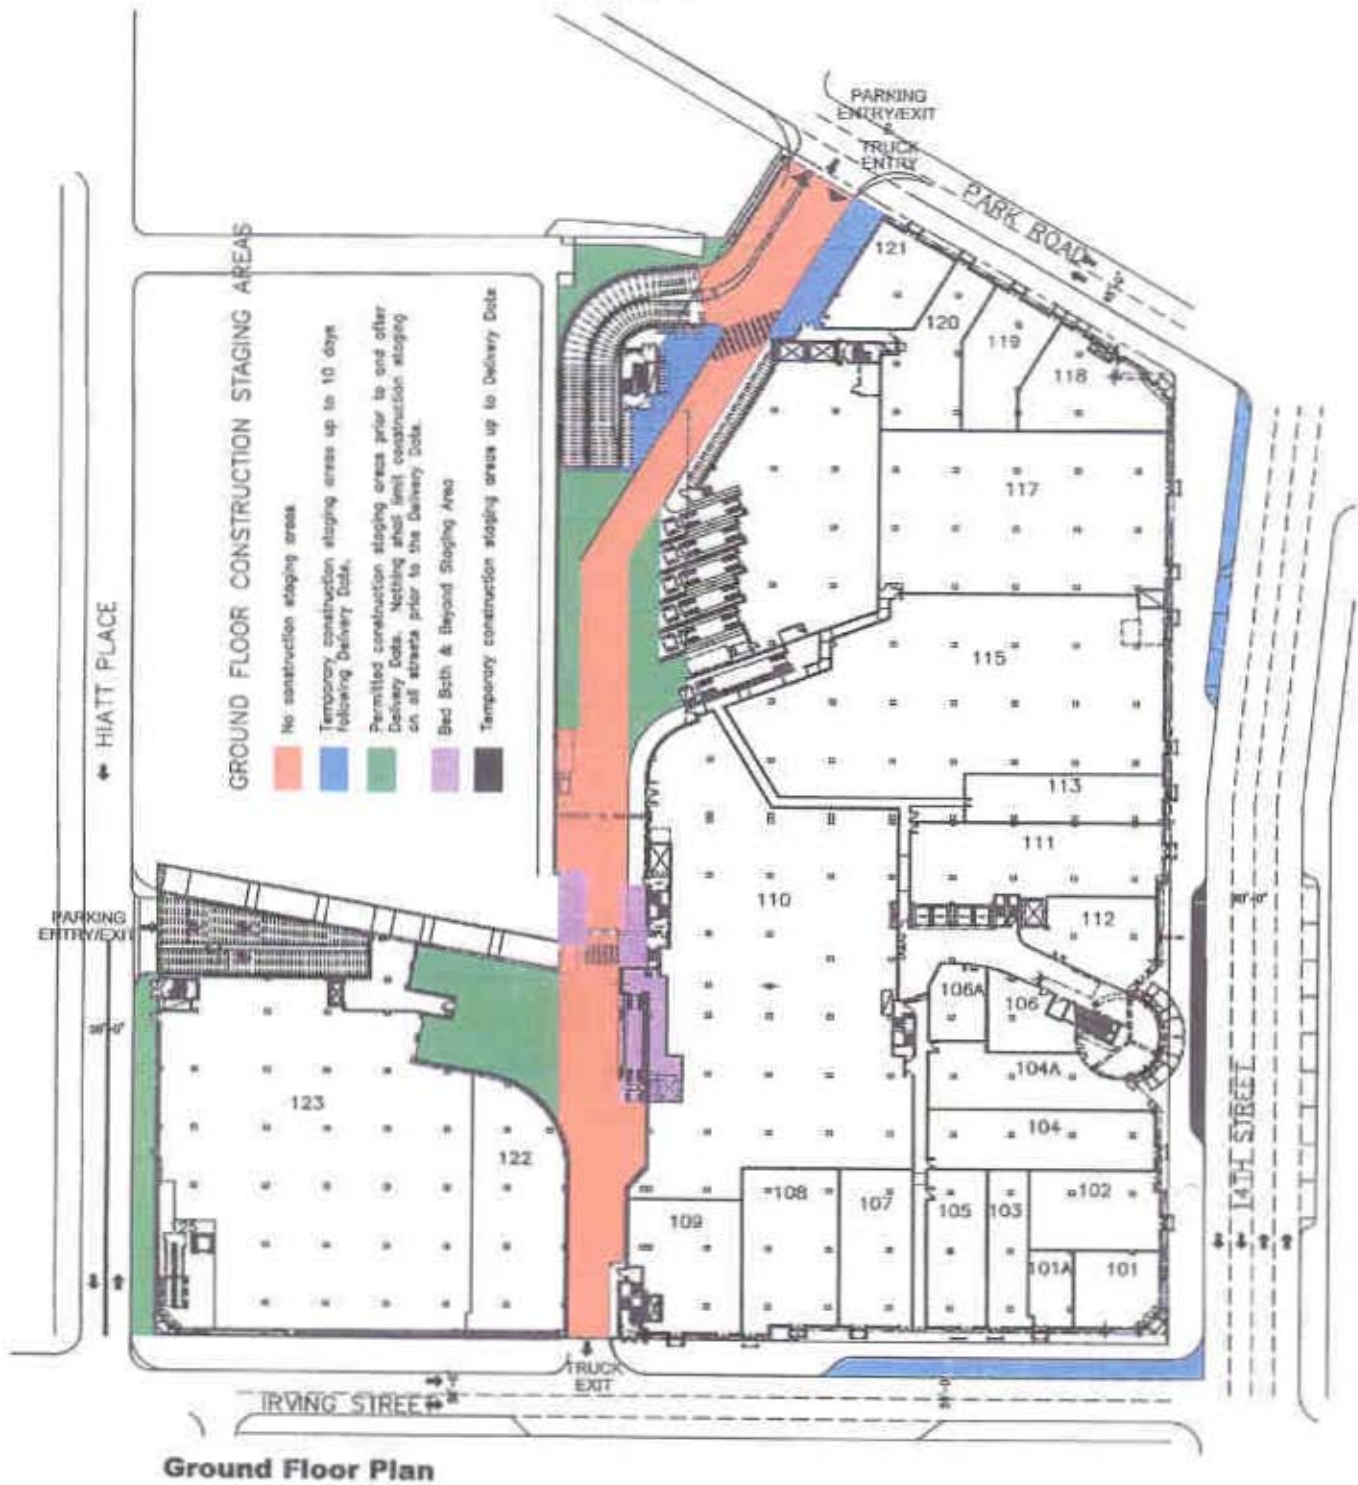 PARKING
ENTRY/EXIT
&
TRUCK
ENTRY
PARK ROAD
HIATT PLACE
GROUND FLOOR CONSTRUCTION STAGING AREAS
No construction staging areas
Temporary construction staging areas up to 10 days
following Delivery Date.
Permitted construction staging areas prior to and after
Delivery Date. Nothing shall limit construction staging
on all streets prior to the Delivery Date.
Bed Bath & Beyond Staging Area
Temporary construction staging areas up to Delivery Date
121
120
119
118
117
115
113
111
110
112
106A
106
104A
104
PARKING
ENTRY/EXIT
123
122
109
108
107
105
103
102
101A
101
14TH STREET
TRUCK
EXIT
IRVING STREET
Ground Floor Plan